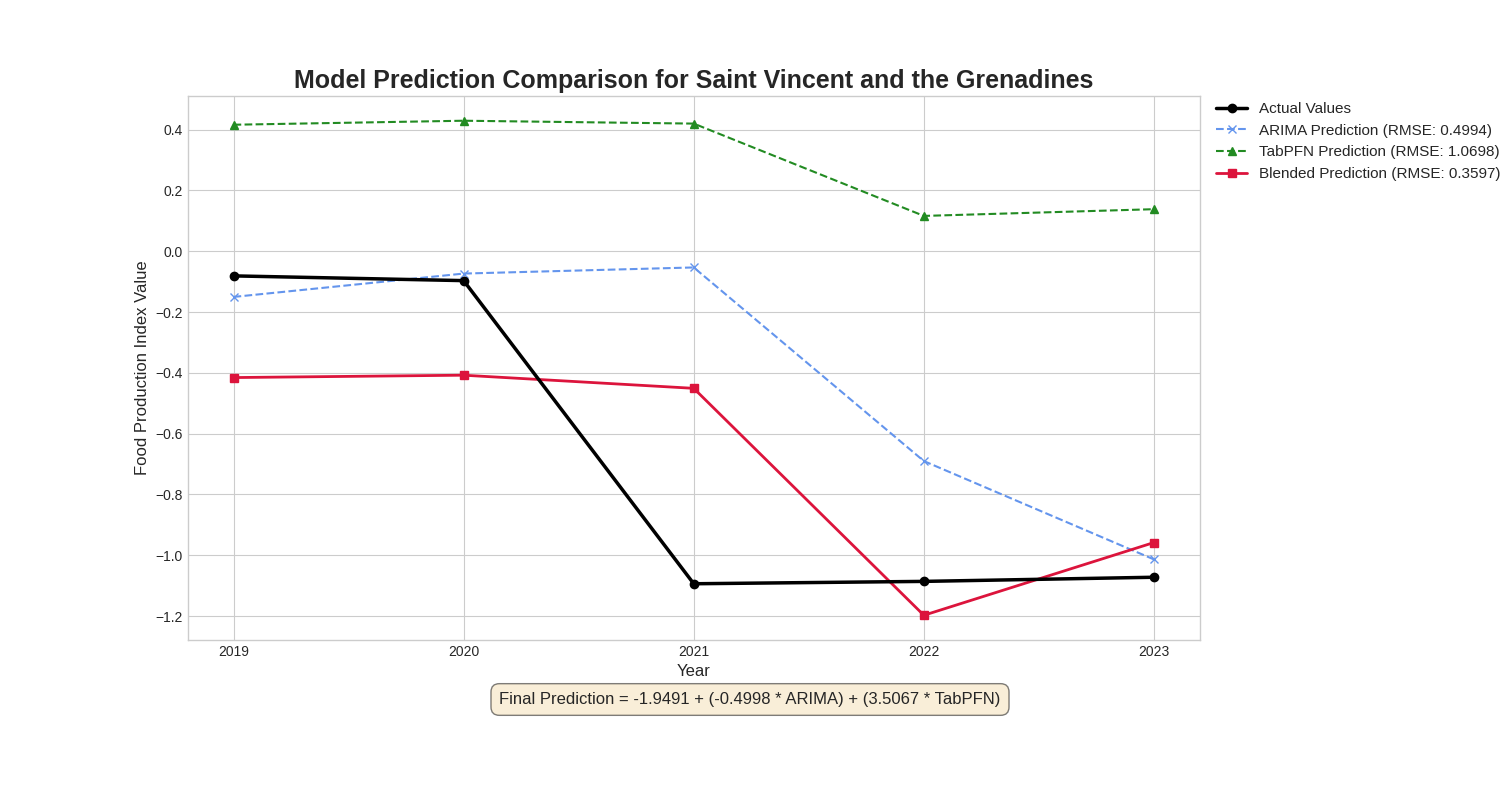 Model Prediction Comparison for Saint Vincent and the Grenadines
Actual Values
ARIMA Prediction (RMSE: 0.4994)
TabPFN Prediction (RMSE: 1.0698)
Blended Prediction (RMSE: 0.3597)
Food Production Index Value
0.4
0.2
0.0
−0.2
−0.4
−0.6
−0.8
−1.0
−1.2
2019 2020 2021 2022 2023
Year
Final Prediction = -1.9491 + (-0.4998 * ARIMA) + (3.5067 * TabPFN)